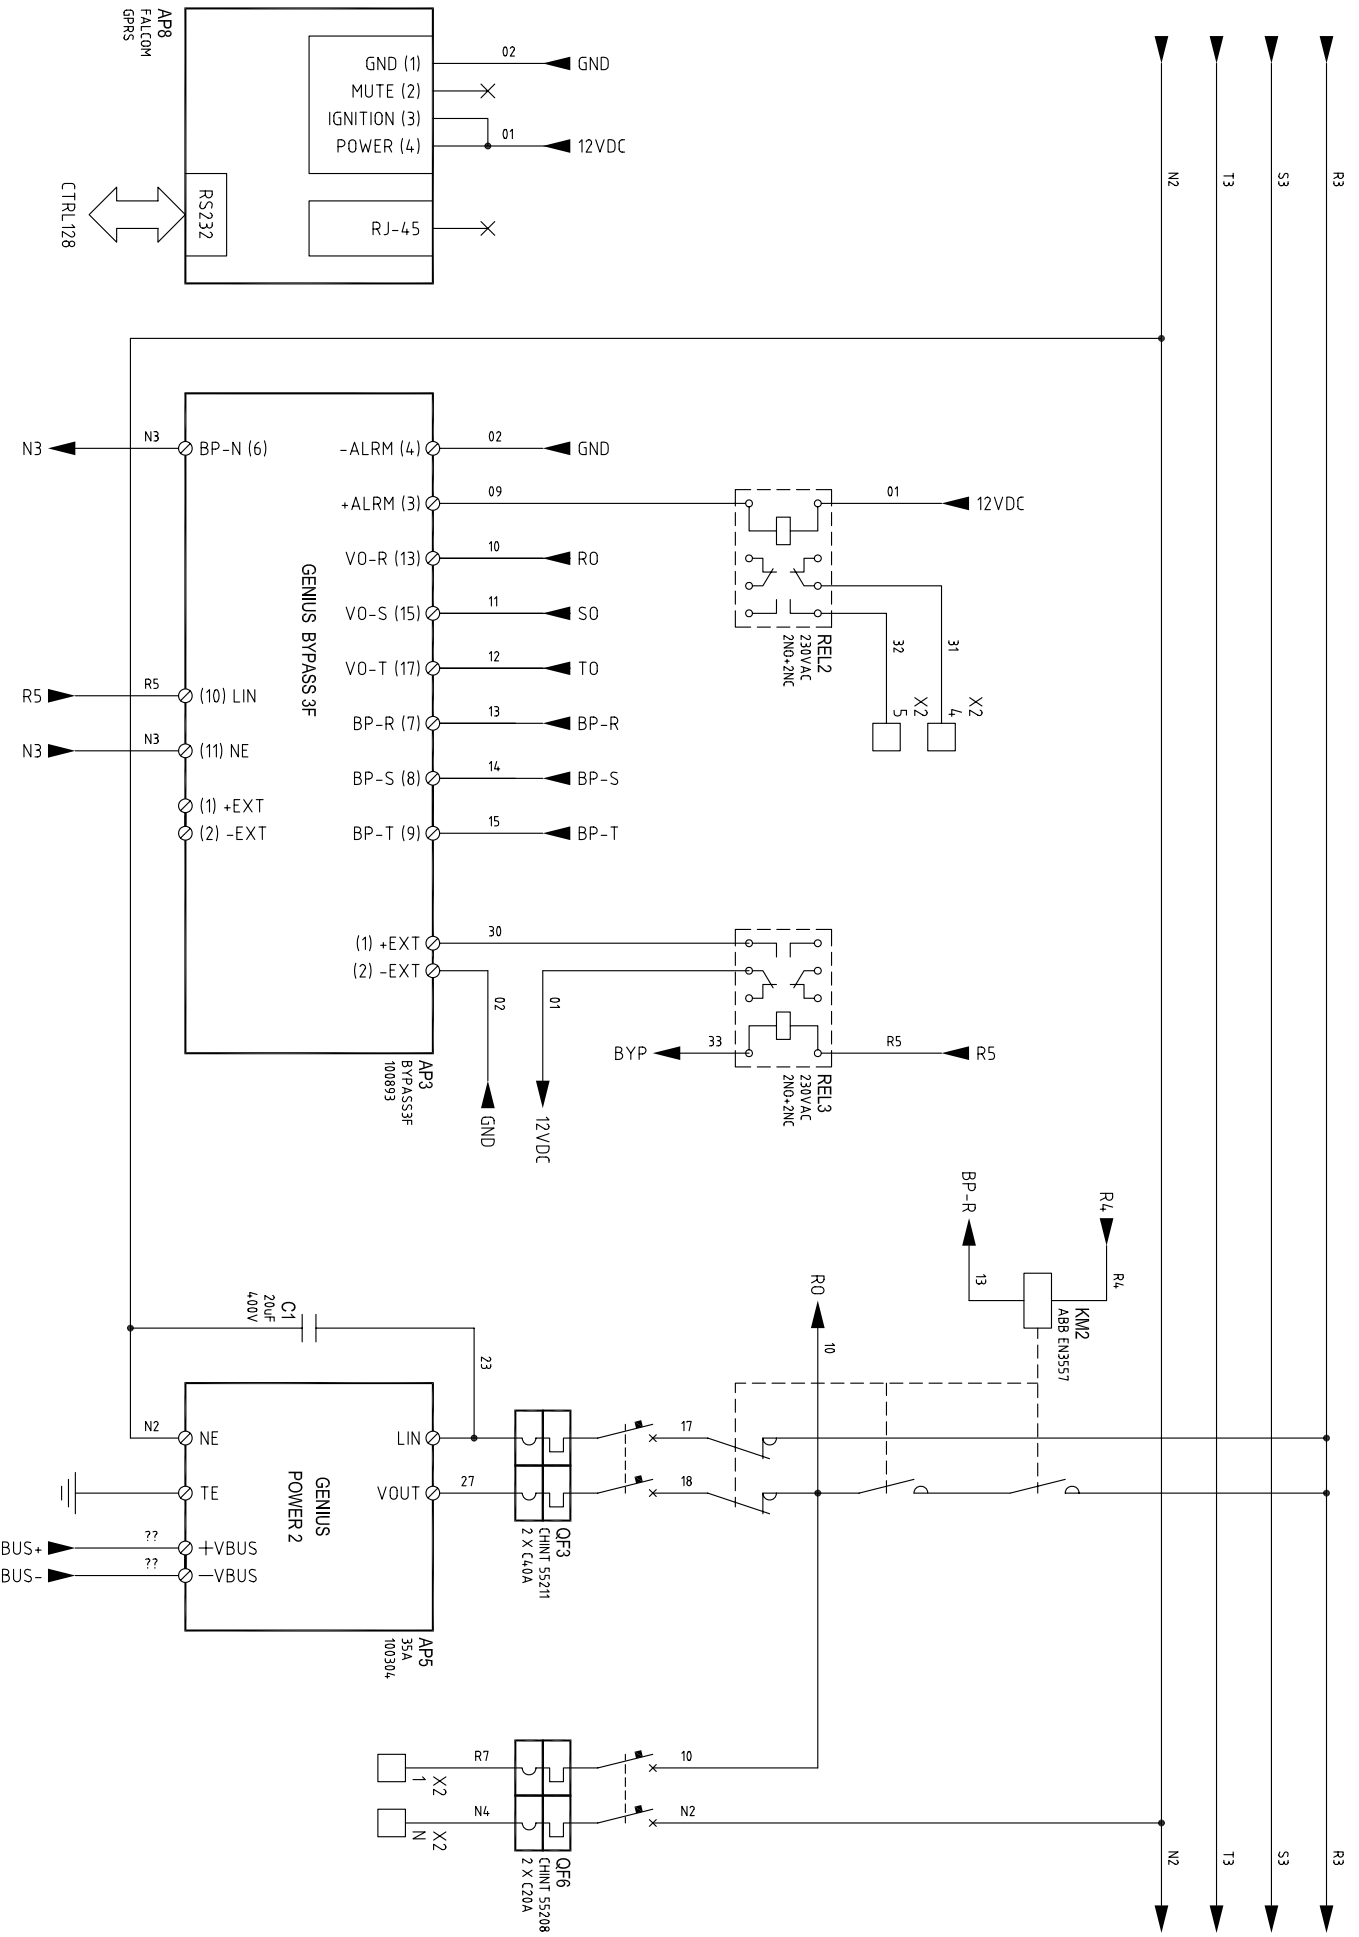 AP8
FALCOM
GPRS
GND (1)
MUTE (2)
IGNITION (3)
POWER (4)
RJ-45
RS232
CTRL128
02
GND
01
12VDC
N2
T3
S3
R3
N3
N3
BP-N (6)
R5
R5
(10) LIN
N3
N3
(11) NE
(1) +EXT
(2) -EXT
GENIUS BYPASS 3F
-ALRM (4)
+ALRM (3)
VO-R (13)
VO-S (15)
VO-T (17)
BP-R (7)
BP-S (8)
BP-T (9)
(1) +EXT
(2) -EXT
AP3
BYPASS3F
100893
02
GND
09
10
RO
11
SO
12
TO
13
BP-R
14
BP-S
15
BP-T
30
02
GND
01
12VDC
01
12VDC
REL2
230VAC
2NO+2NC
32
31
X2
5
X2
4
REL3
230VAC
2NO+2NC
BYP
33
R5
R5
BP-R
13
R4
R4
KM2
ABB EN3557
RO
10
C1
20uF
400V
23
N2
NE
TE
BUS+
??
+VBUS
BUS-
??
-VBUS
GENIUS
POWER 2
LIN
VOUT
27
AP5
35A
100304
17
18
QF3
CHINT 55211
2 X C40A
X2
1
R7
10
X2
N
N4
N2
QF6
CHINT 55208
2 X C20A
N2
T3
S3
R3